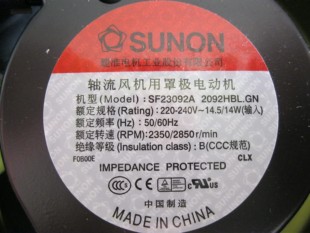 SUNON
轴流风机用罩极电动机
机型(Model): SF23092A 2092HBL.GN
额定规格(Rating): 220-240V~14.5/14W(输入)
额定频率(Hz): 50/60Hz
额定转速(RPM): 2350/2850r/min
绝缘等级(Insulation class): B(CCC规范)
F0800E CLX
IMPEDANCE PROTECTED
中国制造
MADE IN CHINA